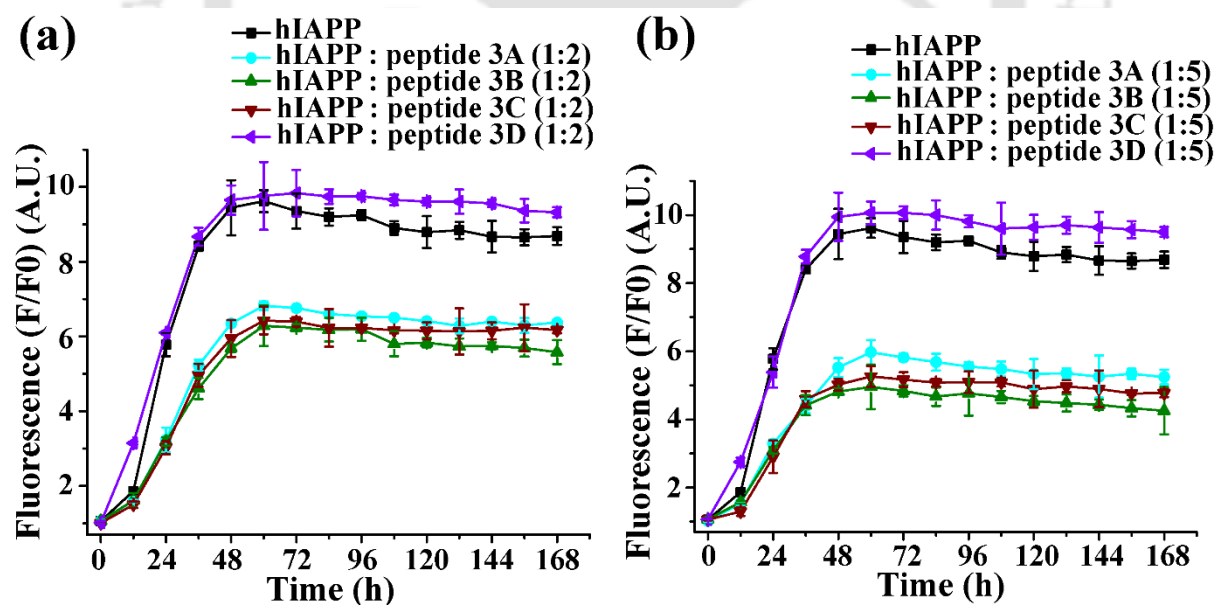 (a)
hIAPP
hIAPP : peptide 3A (1:2)
hIAPP : peptide 3B (1:2)
hIAPP : peptide 3C (1:2)
hIAPP : peptide 3D (1:2)
Fluorescence (F/F0) (A.U.)
10
8
6
4
2
0 24 48 72 96 120 144 168
Time (h)
(b)
hIAPP
hIAPP : peptide 3A (1:5)
hIAPP : peptide 3B (1:5)
hIAPP : peptide 3C (1:5)
hIAPP : peptide 3D (1:5)
Fluorescence (F/F0) (A.U.)
10
8
6
4
2
0 24 48 72 96 120 144 168
Time (h)